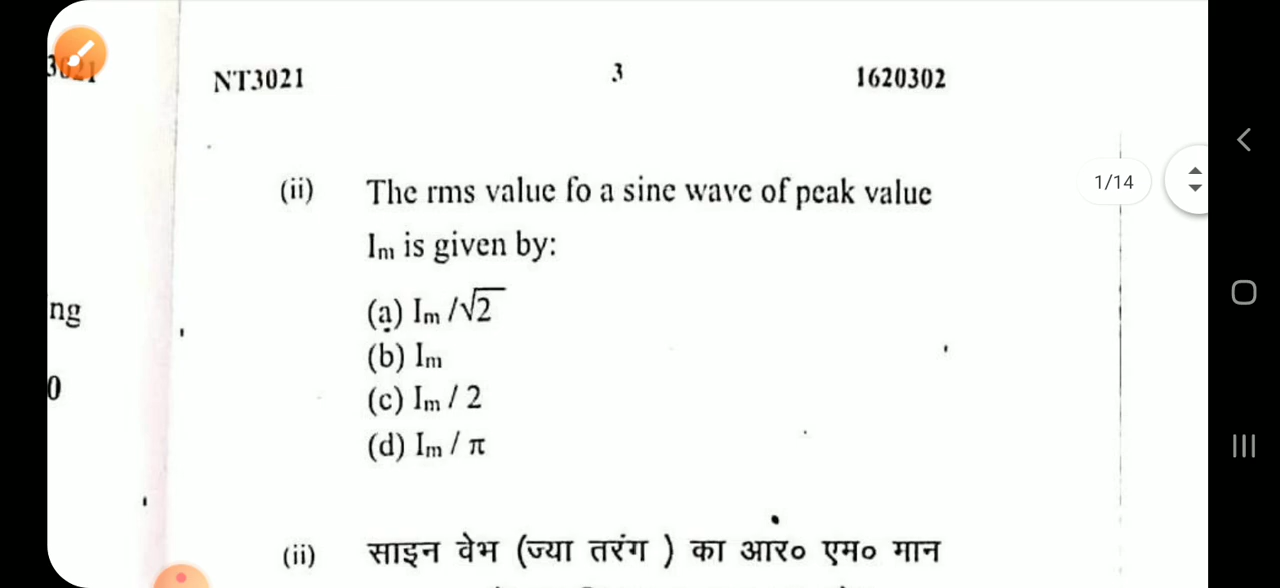 3021
NT3021 3 1620302
(ii) The rms value fo a sine wave of peak value
Im is given by:
1/14
(a) Im /√2
ng
(b) Im
(c) Im / 2
0
(d) Im / π
(ii) साइन वेभ (ज्या तरंग ) का आर० एम० मान